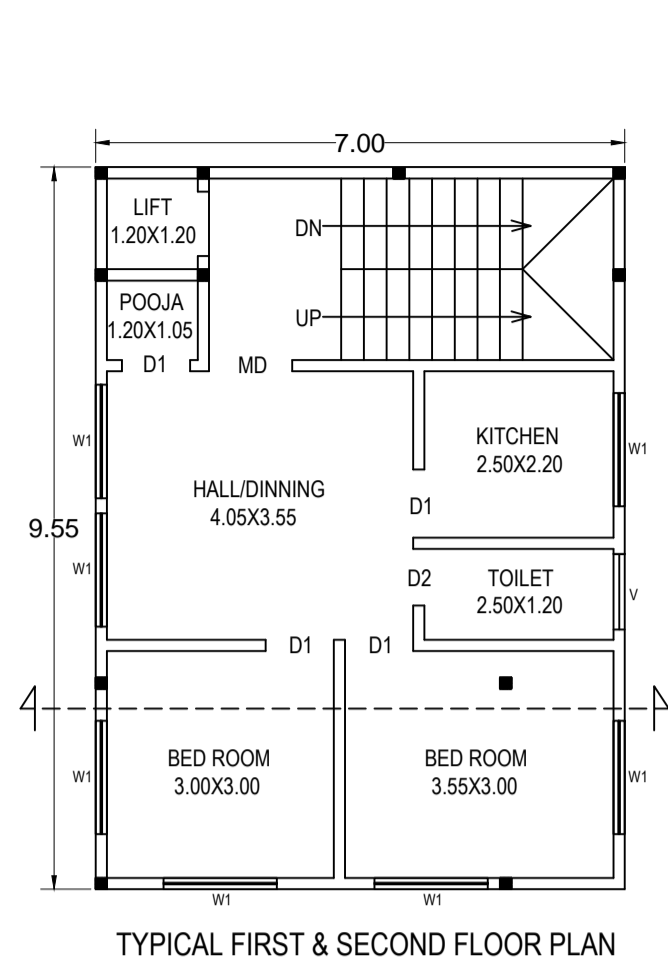 7.00
LIFT
1.20X1.20
DN
POOJA
1.20X1.05
UP
D1
MD
W1
KITCHEN
2.50X2.20
W1
HALL/DINNING
4.05X3.55
D1
9.55
W1
D2
TOILET
2.50X1.20
V
D1
D1
BED ROOM
3.00X3.00
BED ROOM
3.55X3.00
W1
W1
W1
W1
TYPICAL FIRST & SECOND FLOOR PLAN